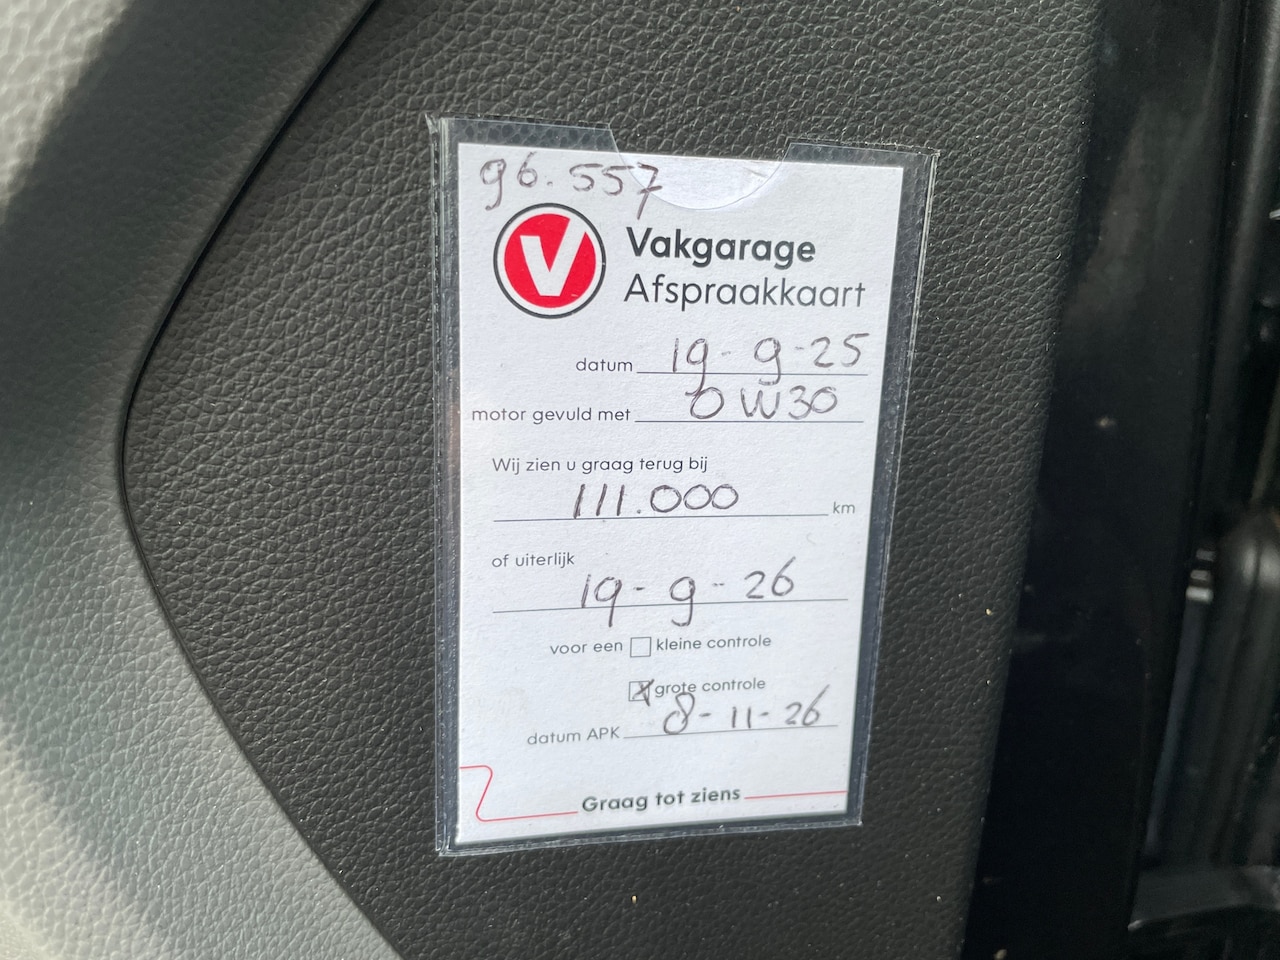 96.557
V
Vakgarage
Afspraakkaart
datum 19-9-25
motor gevuld met 0W30
Wij zien u graag terug bij
111.000 km
of uiterlijk
19-9-26
voor een kleine controle
grote controle
datum APK 8-11-26
Graag tot ziens